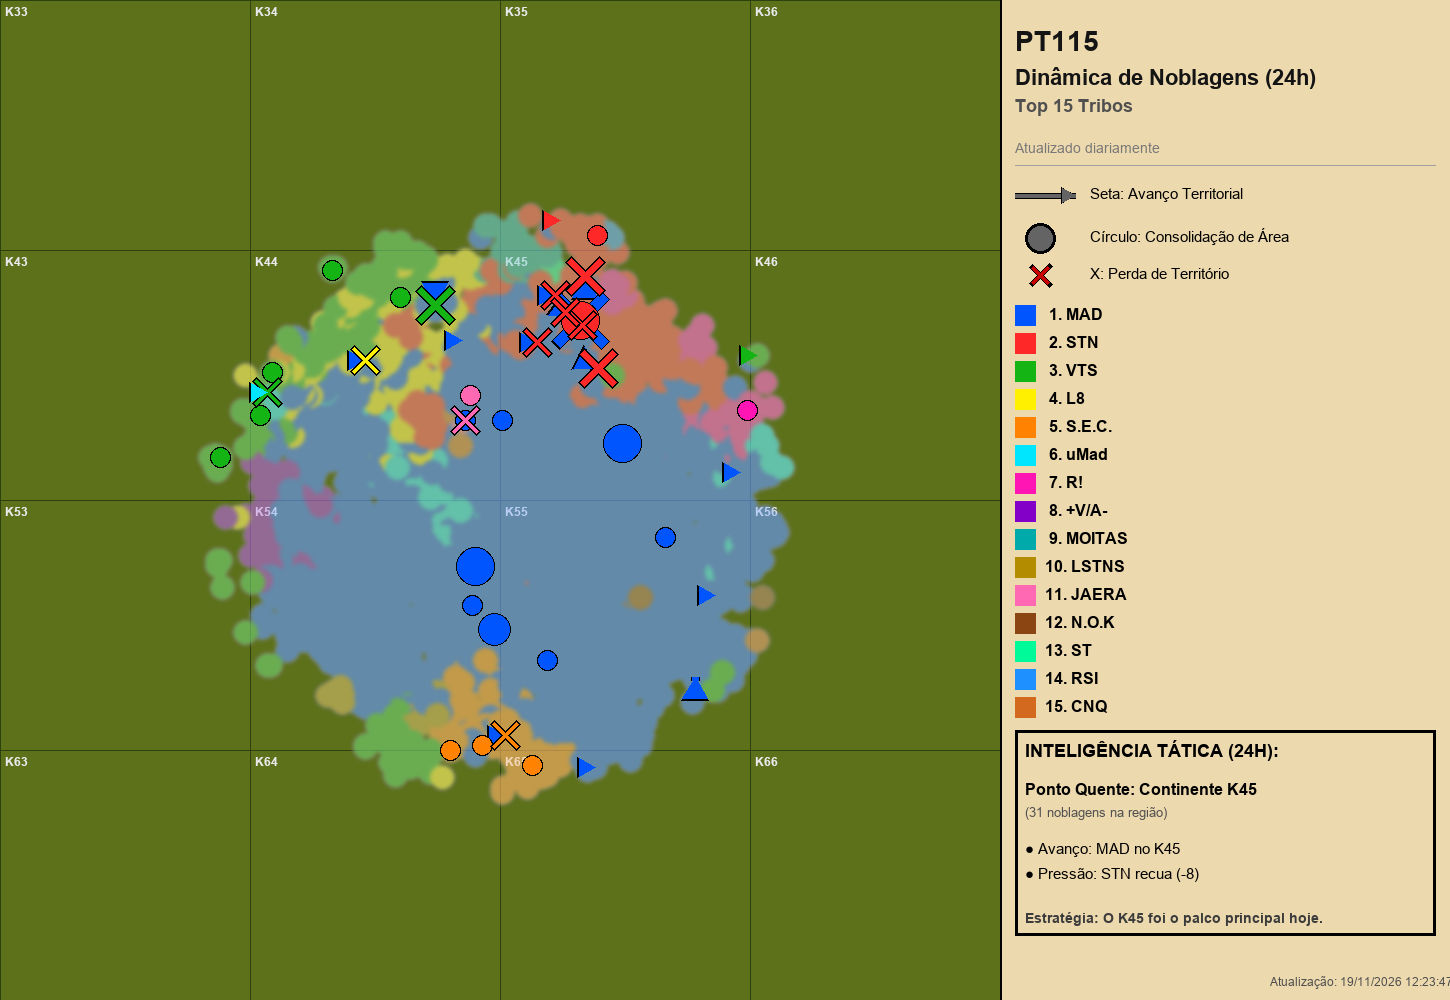 K33
K34
K35
K36
K43
K44
K45
K46
K53
K54
K55
K56
K63
K64
K66
PT115
Dinâmica de Noblagens (24h)
Top 15 Tribos
Atualizado diariamente
Seta: Avanço Territorial
Círculo: Consolidação de Área
X: Perda de Território
1. MAD
2. STN
3. VTS
4. L8
5. S.E.C.
6. uMad
7. R!
8. +V/A-
9. MOITAS
10. LSTNS
11. JAERA
12. N.O.K
13. ST
14. RSI
15. CNQ
INTELIGÊNCIA TÁTICA (24H):
Ponto Quente: Continente K45
(31 noblagens na região)
● Avanço: MAD no K45
● Pressão: STN recua (-8)
Estratégia: O K45 foi o palco principal hoje.
Atualização: 19/11/2026 12:23:47